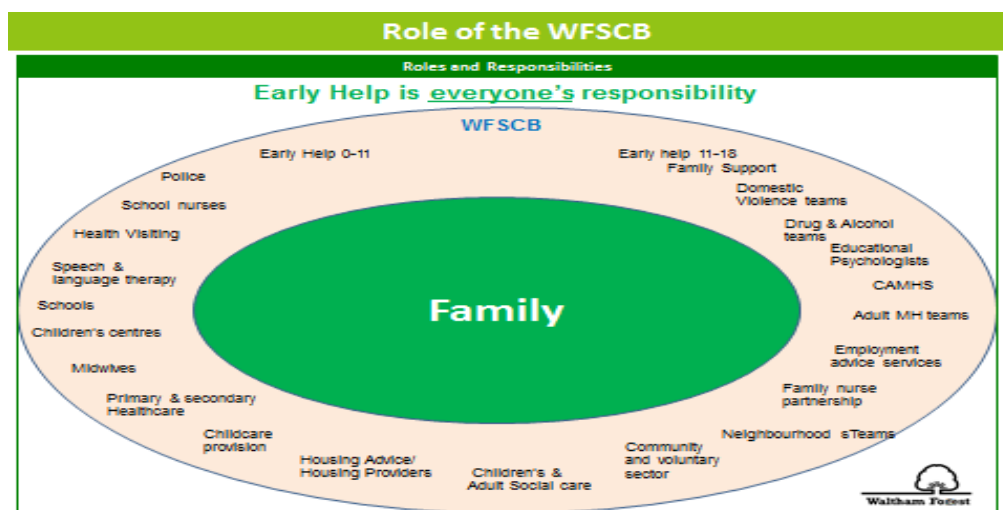 Role of the WFSCB
Roles and Responsibilities
Early Help is everyone's responsibility
WFSCB
Early Help 0-11
Police
School nurses
Health Visiting
Speech &
language therapy
Schools
Children's centres
Midwives
Primary & secondary
Healthcare
Childcare
provision
Housing Advice/
Housing Providers
Children's &
Adult Social care
Community
and voluntary
sector
Neighbourhood sTeams
Family nurse
partnership
Employment
advice services
Adult MH teams
CAMHS
Educational
Psychologists
Drug & Alcohol
teams
Domestic
Violence teams
Early help 11-18
Family Support
Family
Waltham Forest